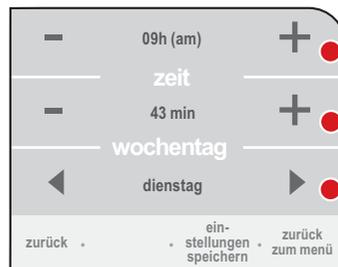 09h (am)
zeit
43 min
wochentag
dienstag
zurück
ein-
stellungen
speichern
zurück
zum menü